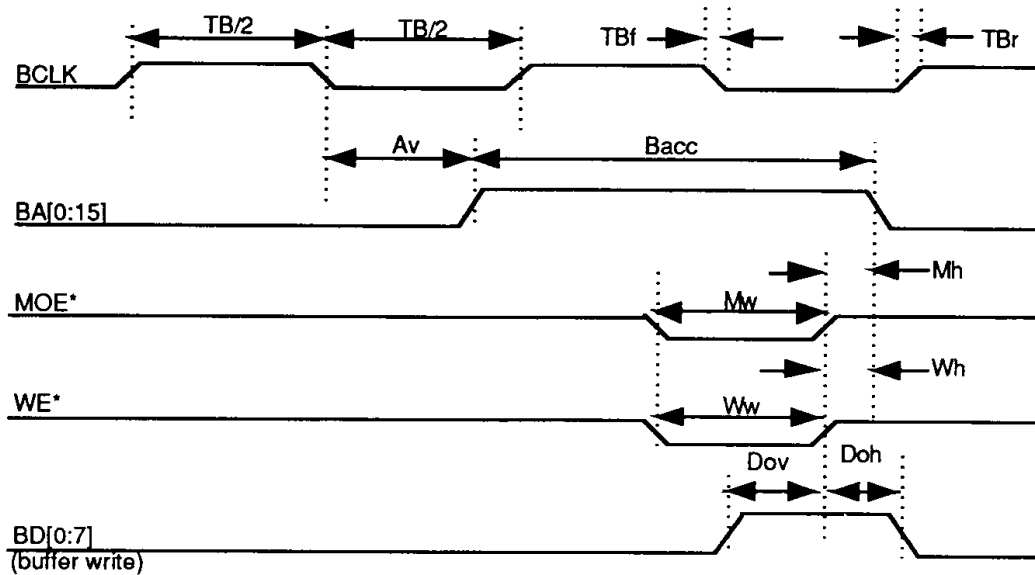 TB/2
TB/2
TBf
TBr
BCLK
Av
Bacc
BA[0:15]
Mh
MOE*
Mw
Wh
WE*
Ww
Dov
Doh
BD[0:7]
(buffer write)